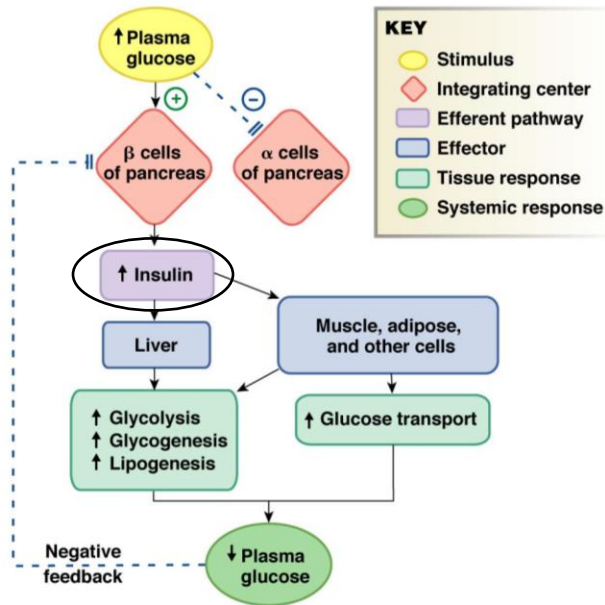 ↑ Plasma
glucose
+
−
β cells
of pancreas
α cells
of pancreas
↑ Insulin
Liver
Muscle, adipose,
and other cells
↑ Glycolysis
↑ Glycogenesis
↑ Lipogenesis
↑ Glucose transport
Negative
feedback
↓ Plasma
glucose
KEY
Stimulus
Integrating center
Efferent pathway
Effector
Tissue response
Systemic response